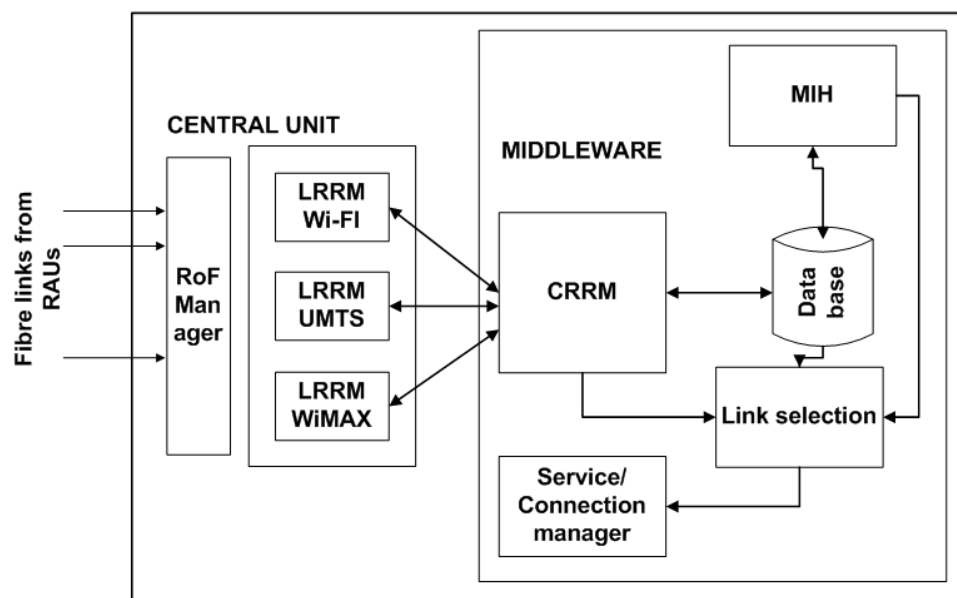 Fibre links from
RAUs
CENTRAL UNIT
RoF
Man
ager
LRRM
Wi-FI
LRRM
UMTS
LRRM
WiMAX
MIDDLEWARE
MIH
CRRM
Data
base
Link selection
Service/
Connection
manager